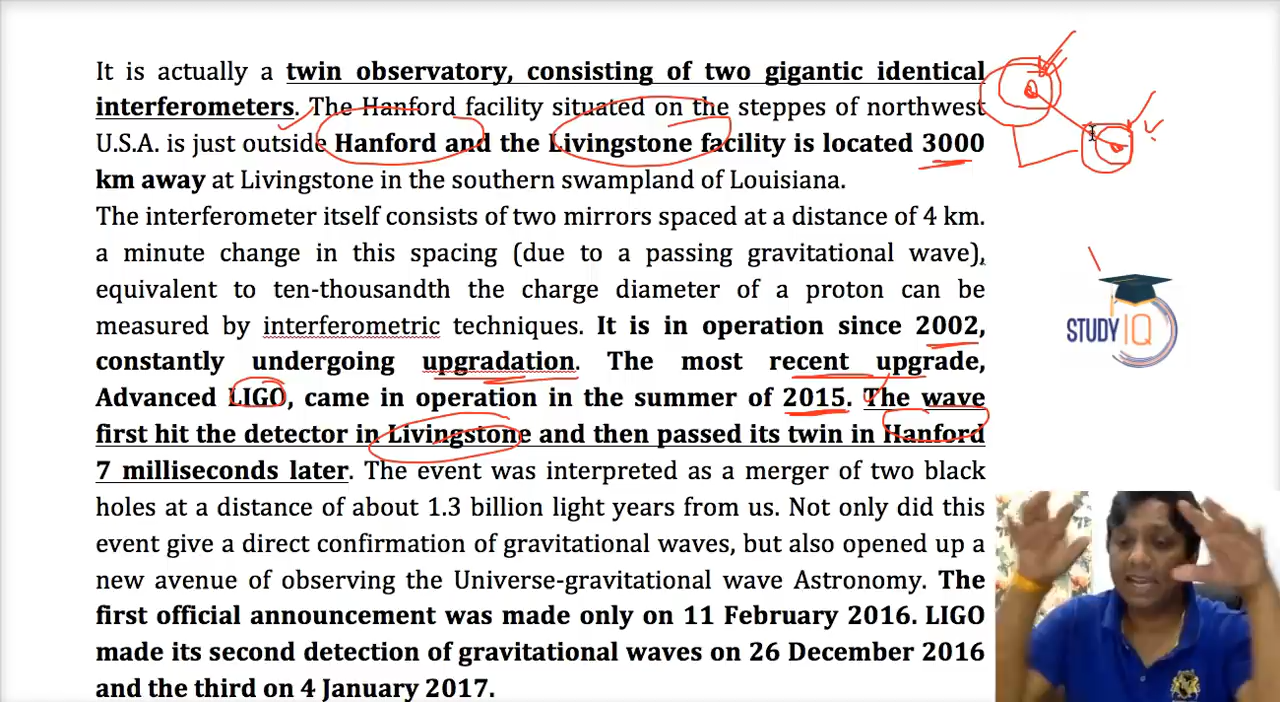 It is actually a twin observatory, consisting of two gigantic identical
interferometers. The Hanford facility situated on the steppes of northwest
U.S.A. is just outside Hanford and the Livingstone facility is located 3000
km away at Livingstone in the southern swampland of Louisiana.
The interferometer itself consists of two mirrors spaced at a distance of 4 km.
a minute change in this spacing (due to a passing gravitational wave),
equivalent to ten-thousandth the charge diameter of a proton can be
measured by interferometric techniques. It is in operation since 2002,
constantly undergoing upgradation. The most recent upgrade,
Advanced LIGO, came in operation in the summer of 2015. The wave
first hit the detector in Livingstone and then passed its twin in Hanford
7 milliseconds later. The event was interpreted as a merger of two black
holes at a distance of about 1.3 billion light years from us. Not only did this
event give a direct confirmation of gravitational waves, but also opened up a
new avenue of observing the Universe-gravitational wave Astronomy. The
first official announcement was made only on 11 February 2016. LIGO
made its second detection of gravitational waves on 26 December 2016
and the third on 4 January 2017.
STUDY IQ